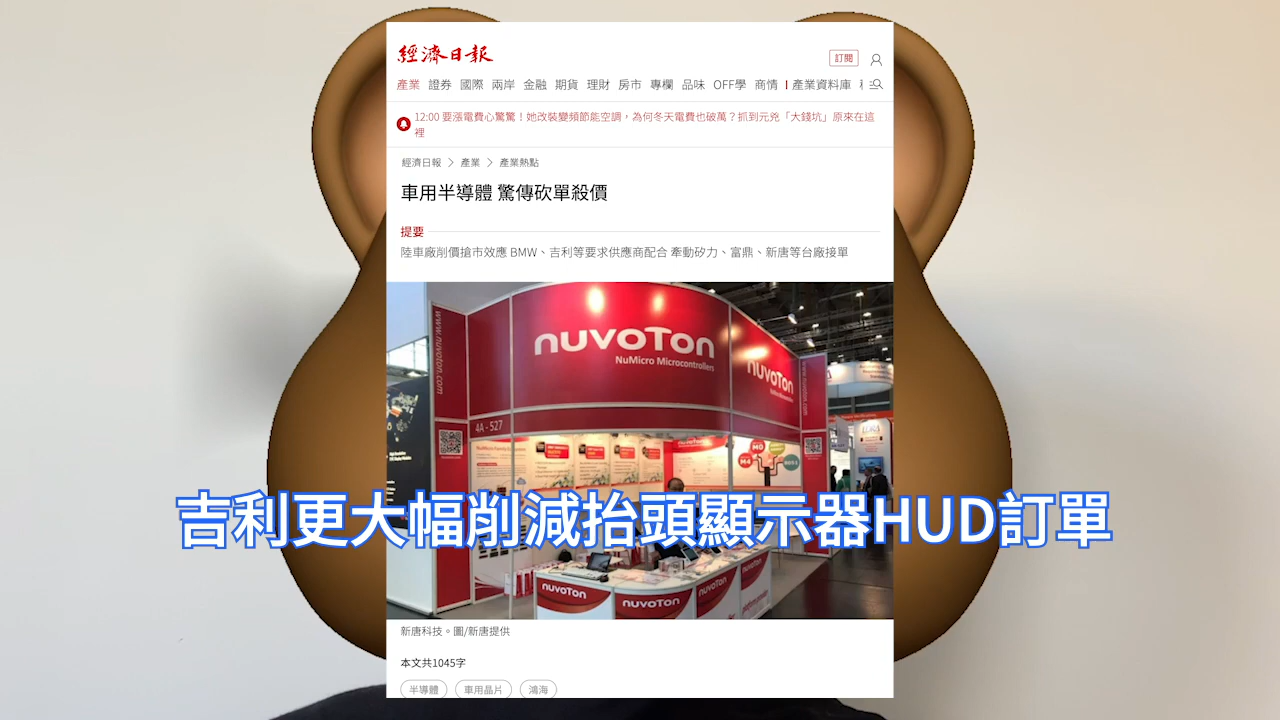 經濟日報
訂閱
產業 證券 國際 兩岸 金融 期貨 理財 房市 專欄 品味 OFF學 商情 產業資料庫
12:00 要漲電費心驚驚！她改裝變頻節能空調，為何冬天電費也破萬？抓到元兇「大錢坑」原來在這
裡
經濟日報 > 產業 > 產業熱點
車用半導體 驚傳砍單殺價
提要
陸車廠削價搶市效應 BMW、吉利等要求供應商配合 牽動矽力、富鼎、新唐等台廠接單
www.nuvoton.com
nuvoTon
NuMicro Microcontrollers
nuvoTon
4A - 527
M0
M4
吉利更大幅削減抬頭顯示器HUD訂單
nuvoTon
nuvoTon
nuvoTon
nuvoTon
新唐科技。圖/新唐提供
本文共1045字
半導體 車用晶片 鴻海